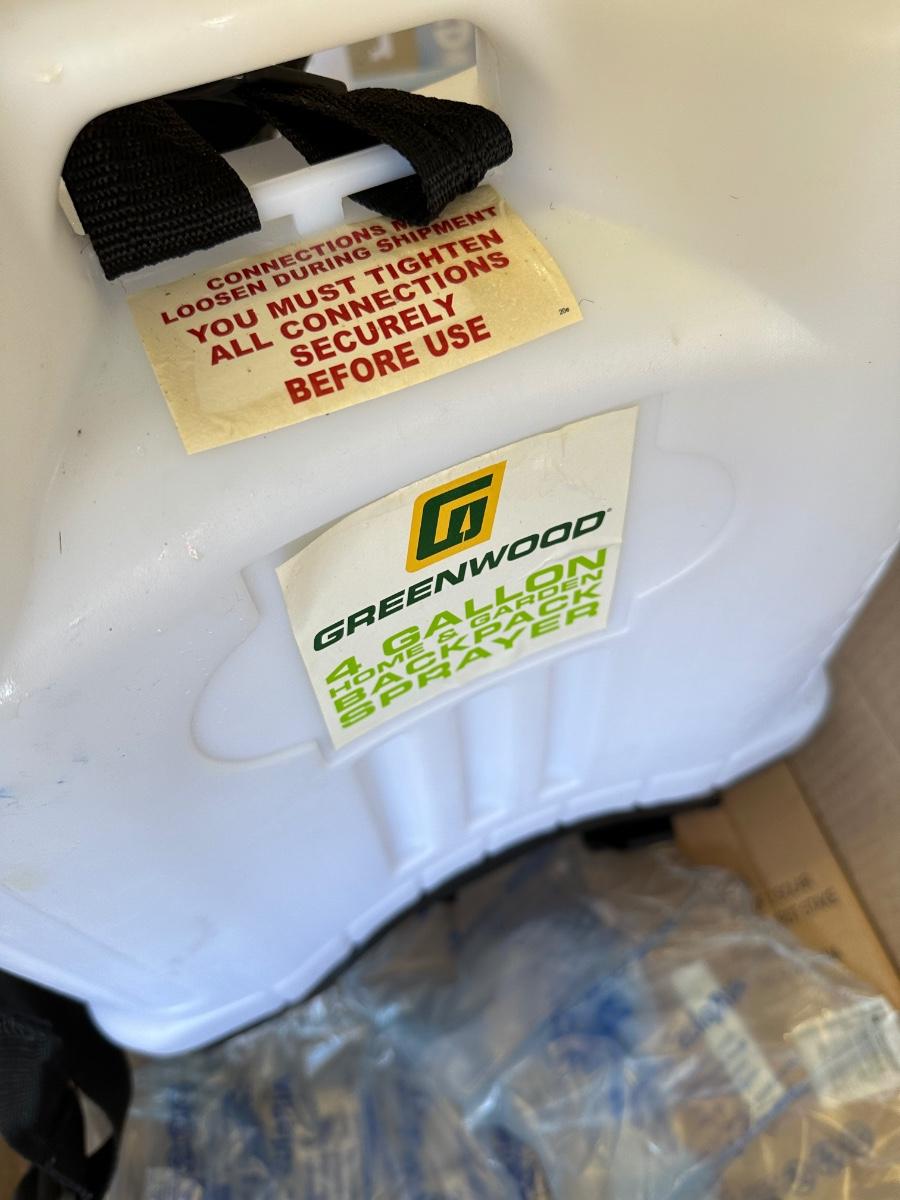 CONNECTIONS
LOOSEN DURING SHIPMENT
YOU MUST TIGHTEN
ALL CONNECTIONS
SECURELY
BEFORE USE
20e
GREENWOOD®
4 GALLON
HOME & GARDEN
BACKPACK
SPRAYER